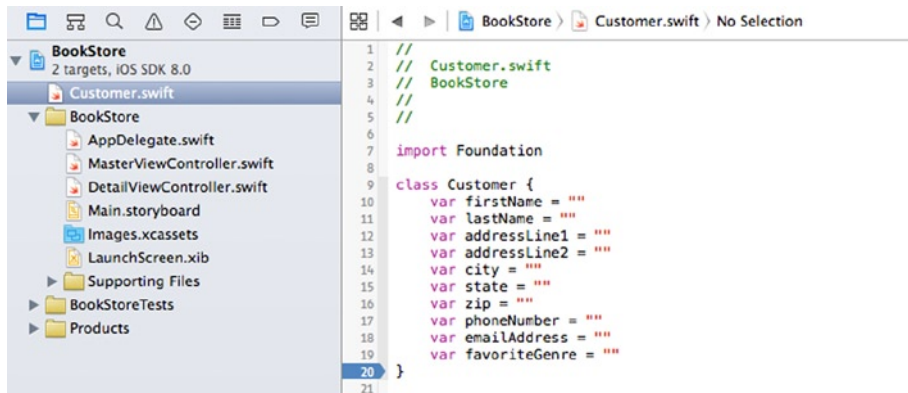 BookStore
2 targets, iOS SDK 8.0
Customer.swift
BookStore
AppDelegate.swift
MasterViewController.swift
DetailViewController.swift
Main.storyboard
Images.xcassets
LaunchScreen.xib
Supporting Files
BookStoreTests
Products
BookStore Customer.swift No Selection
1 //
2 // Customer.swift
3 // BookStore
4 //
5 //
6
7 import Foundation
8
9 class Customer {
10 var firstName = ""
11 var lastName = ""
12 var addressLine1 = ""
13 var addressLine2 = ""
14 var city = ""
15 var state = ""
16 var zip = ""
17 var phoneNumber = ""
18 var emailAddress = ""
19 var favoriteGenre = ""
20 }
21